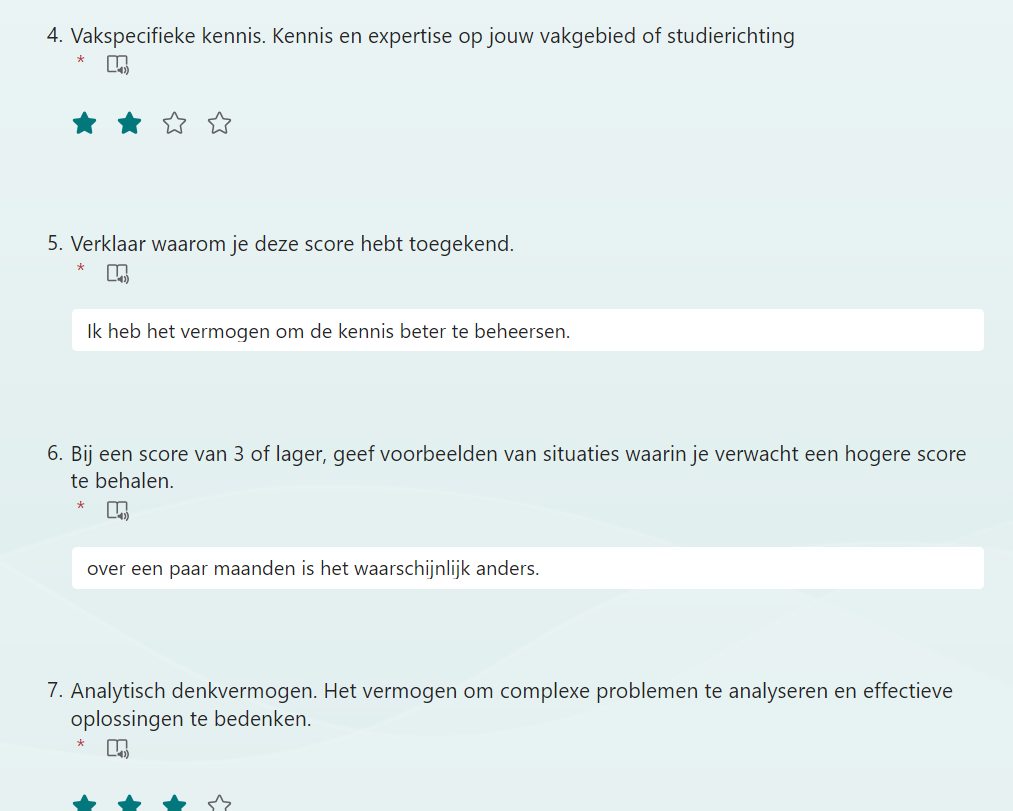 4. Vakspecifieke kennis. Kennis en expertise op jouw vakgebied of studierichting
*
5. Verklaar waarom je deze score hebt toegekend.
*
Ik heb het vermogen om de kennis beter te beheersen.
6. Bij een score van 3 of lager, geef voorbeelden van situaties waarin je verwacht een hogere score
te behalen.
*
over een paar maanden is het waarschijnlijk anders.
7. Analytisch denkvermogen. Het vermogen om complexe problemen te analyseren en effectieve
oplossingen te bedenken.
*